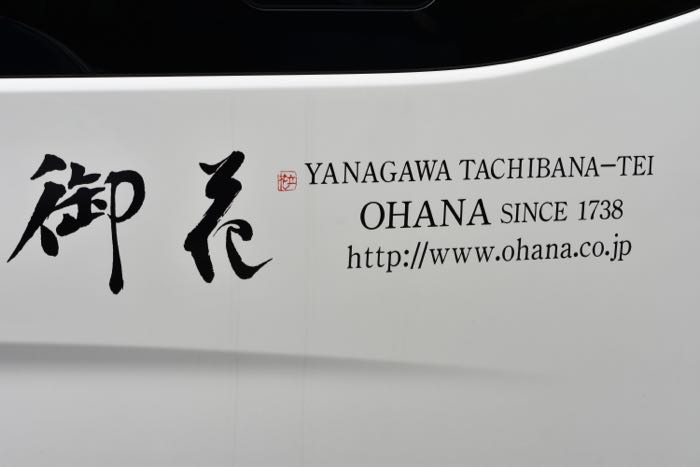 御花
YANAGAWA TACHIBANA-TEI
OHANA SINCE 1738
http://www.ohana.co.jp